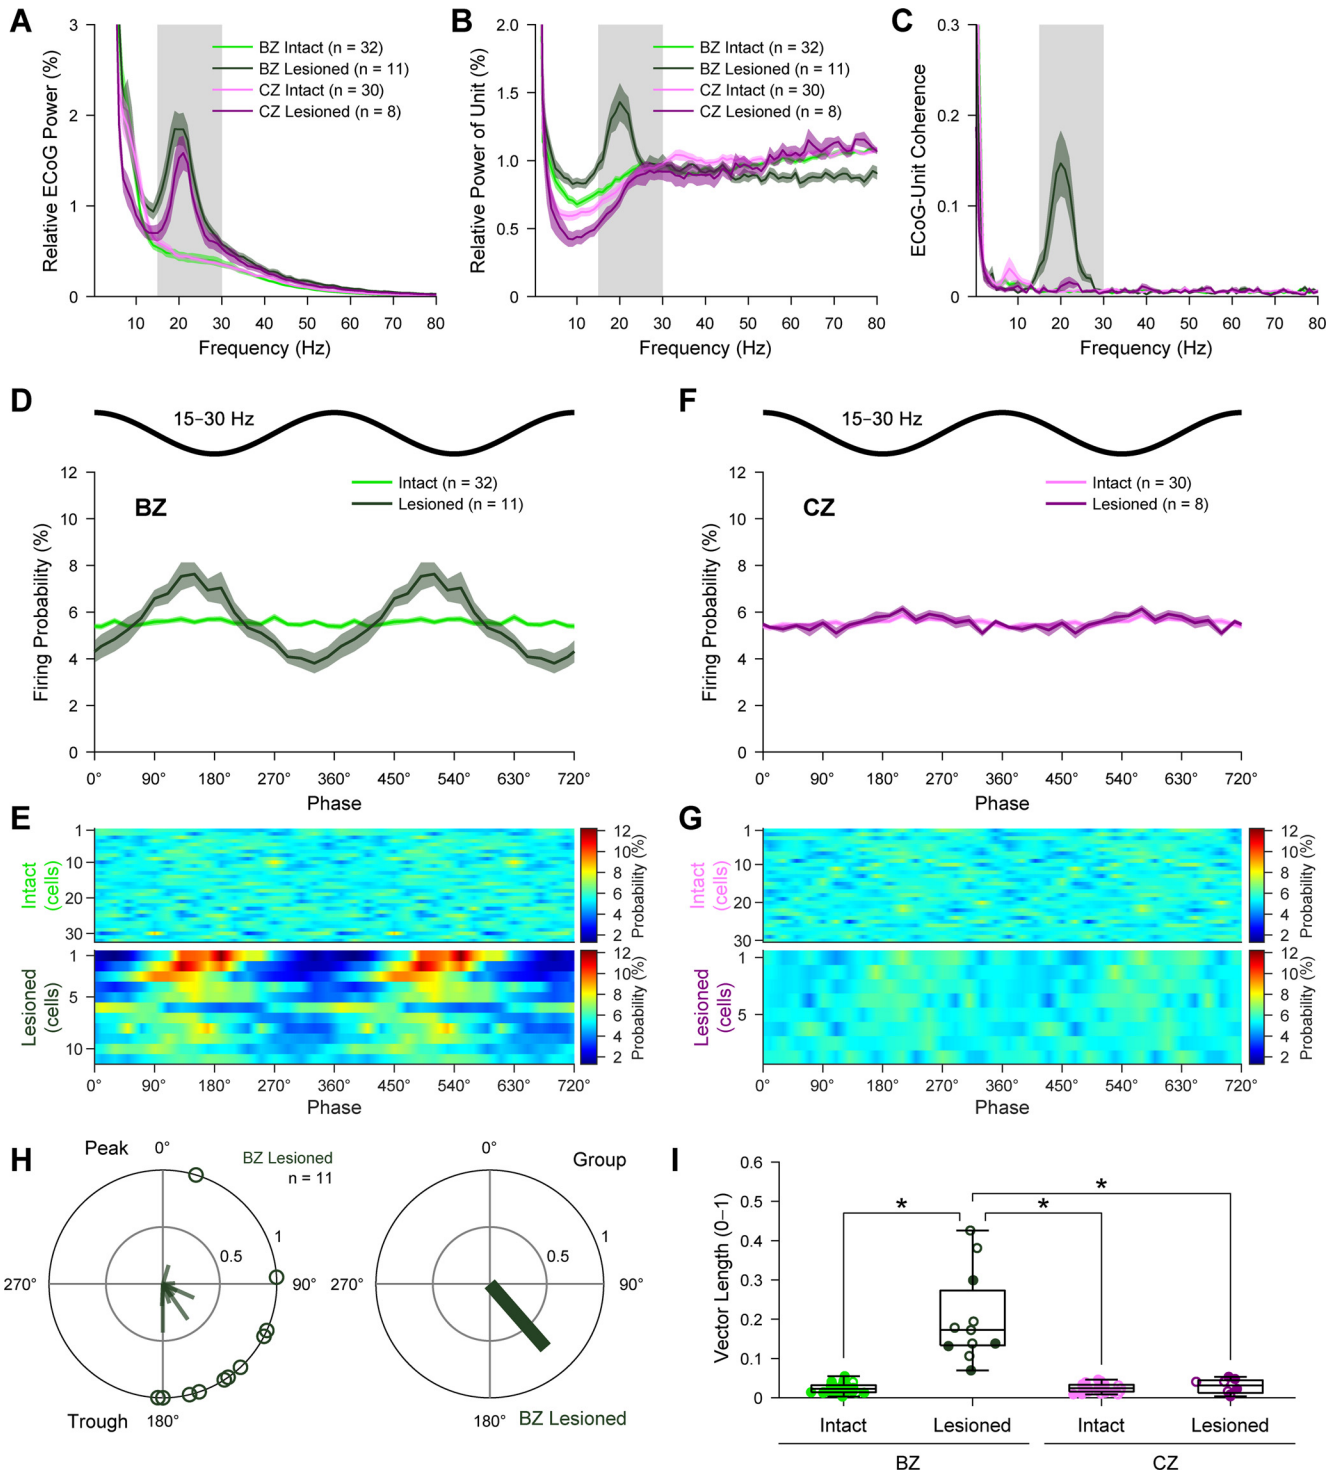 A
Relative ECoG Power (%)
3
2
1
0
10 20 30 40 50 60 70 80
Frequency (Hz)
BZ Intact (n = 32)
BZ Lesioned (n = 11)
CZ Intact (n = 30)
CZ Lesioned (n = 8)
B
Relative Power of Unit (%)
2.0
1.5
1.0
0.5
0
10 20 30 40 50 60 70 80
Frequency (Hz)
BZ Intact (n = 32)
BZ Lesioned (n = 11)
CZ Intact (n = 30)
CZ Lesioned (n = 8)
C
ECoG-Unit Coherence
0.3
0.2
0.1
0
10 20 30 40 50 60 70 80
Frequency (Hz)
D
15–30 Hz
Firing Probability (%)
12
10
8
6
4
2
0
BZ
Intact (n = 32)
Lesioned (n = 11)
0° 90° 180° 270° 360° 450° 540° 630° 720°
Phase
F
15–30 Hz
Firing Probability (%)
12
10
8
6
4
2
0
CZ
Intact (n = 30)
Lesioned (n = 8)
0° 90° 180° 270° 360° 450° 540° 630° 720°
Phase
E
Intact
(cells)
1
10
20
30
12
10
8
6
4
2
Probability (%)
Lesioned
(cells)
1
5
10
12
10
8
6
4
2
Probability (%)
0° 90° 180° 270° 360° 450° 540° 630° 720°
Phase
G
Intact
(cells)
1
10
20
30
12
10
8
6
4
2
Probability (%)
Lesioned
(cells)
1
5
12
10
8
6
4
2
Probability (%)
0° 90° 180° 270° 360° 450° 540° 630° 720°
Phase
H
Peak
0°
BZ Lesioned
n = 11
1
0.5
270°
90°
Trough
180°
0°
Group
1
0.5
270°
90°
180°
BZ Lesioned
I
Vector Length (0–1)
0.6
0.5
0.4
0.3
0.2
0.1
0
*
*
*
Intact Lesioned Intact Lesioned
BZ CZ